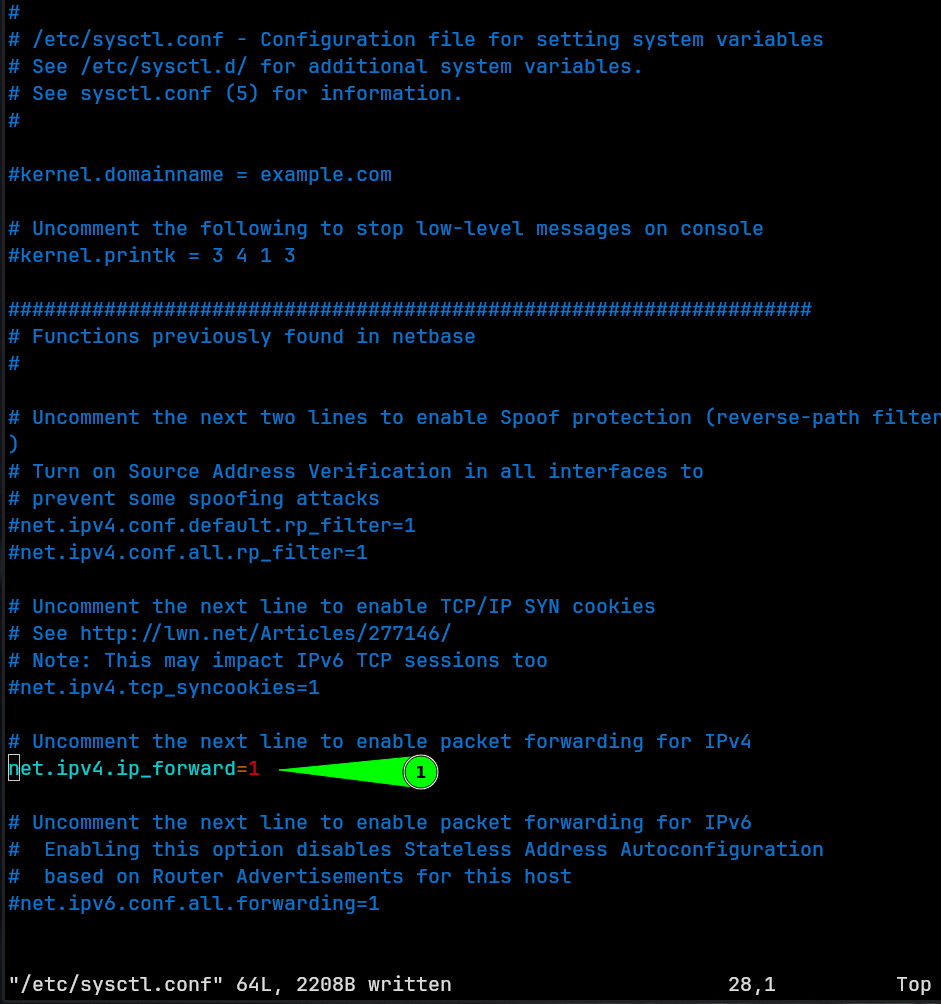 #
# /etc/sysctl.conf - Configuration file for setting system variables
# See /etc/sysctl.d/ for additional system variables.
# See sysctl.conf (5) for information.
#
#kernel.domainname = example.com
# Uncomment the following to stop low-level messages on console
#kernel.printk = 3 4 1 3
###################################################################
# Functions previously found in netbase
#
# Uncomment the next two lines to enable Spoof protection (reverse-path filter
)
# Turn on Source Address Verification in all interfaces to
# prevent some spoofing attacks
#net.ipv4.conf.default.rp_filter=1
#net.ipv4.conf.all.rp_filter=1
# Uncomment the next line to enable TCP/IP SYN cookies
# See http://lwn.net/Articles/277146/
# Note: This may impact IPv6 TCP sessions too
#net.ipv4.tcp_syncookies=1
# Uncomment the next line to enable packet forwarding for IPv4
net.ipv4.ip_forward=1 1
# Uncomment the next line to enable packet forwarding for IPv6
#  Enabling this option disables Stateless Address Autoconfiguration
#  based on Router Advertisements for this host
#net.ipv6.conf.all.forwarding=1
"/etc/sysctl.conf" 64L, 2208B written 28,1 Top